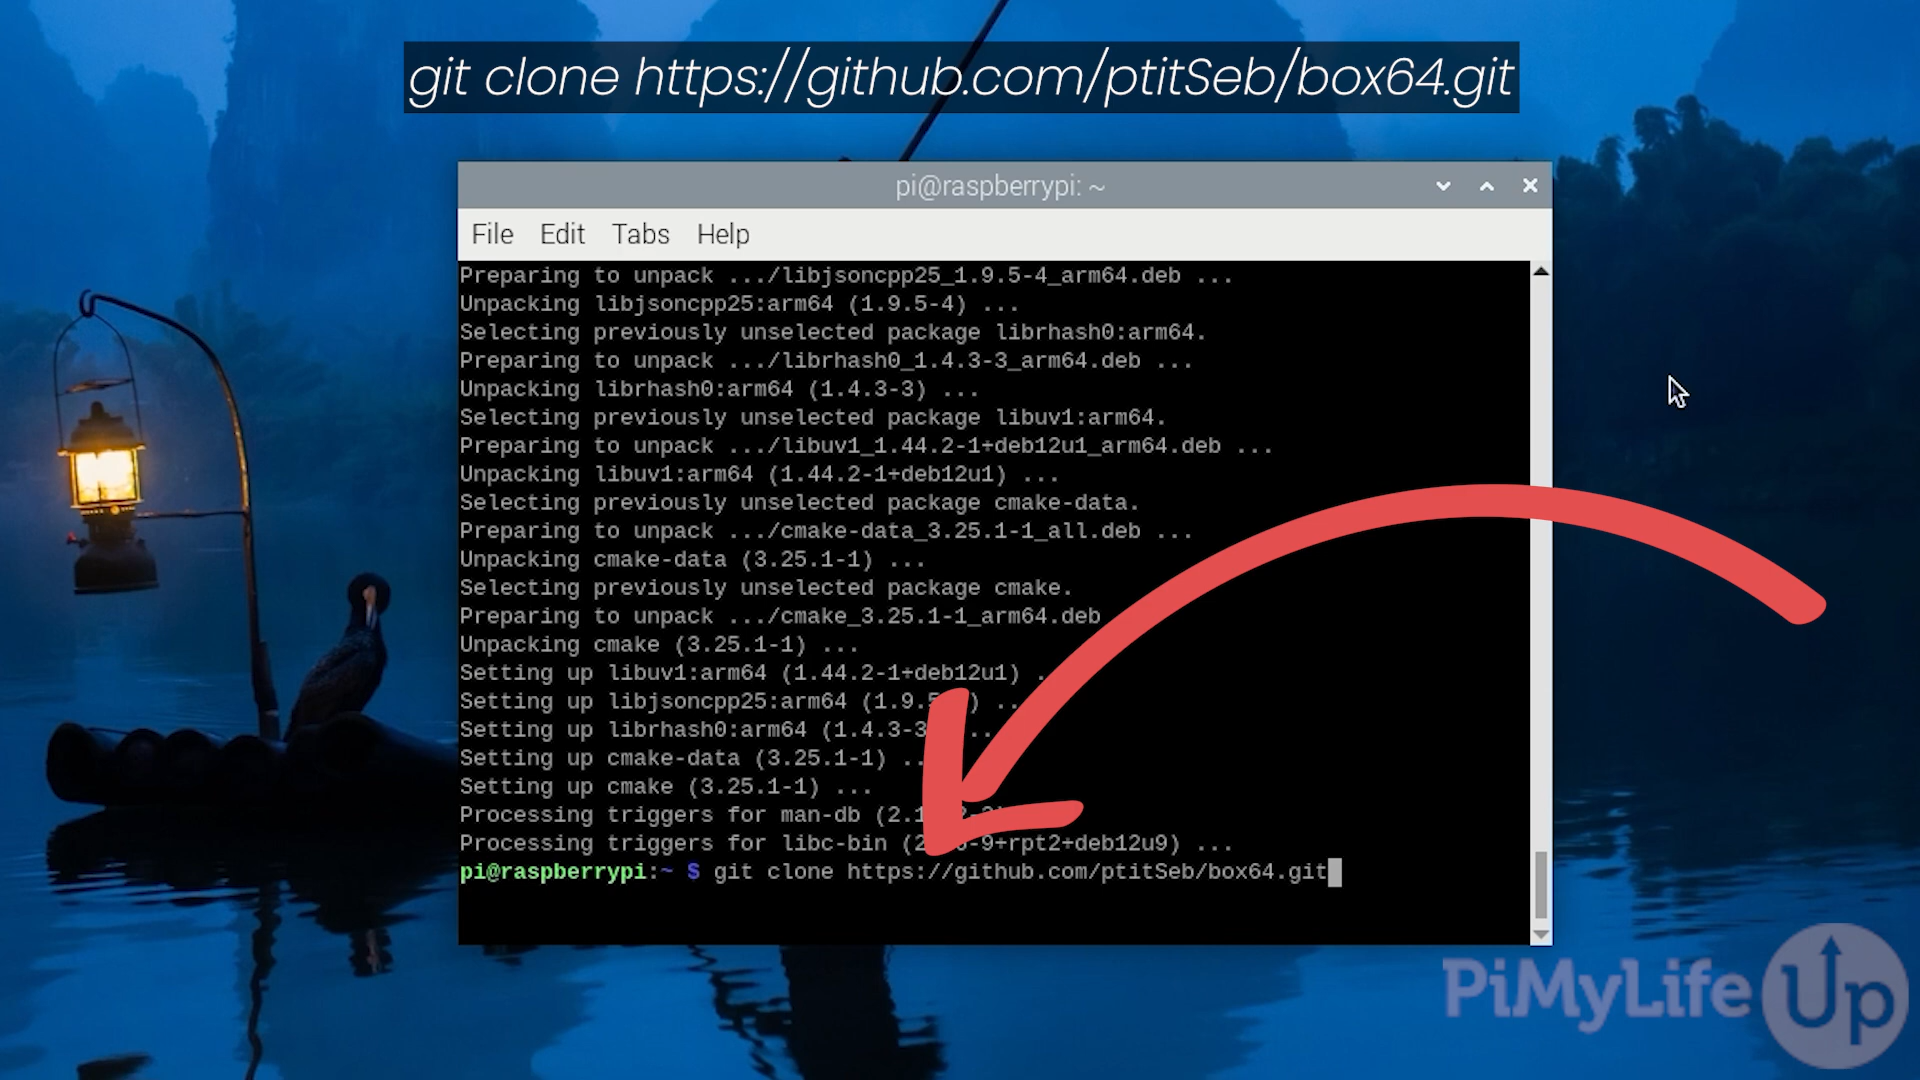 git clone https://github.com/ptitSeb/box64.git
pi@raspberrypi: ~
File Edit Tabs Help
Preparing to unpack .../libjsoncpp25_1.9.5-4_arm64.deb ...
Unpacking libjsoncpp25:arm64 (1.9.5-4) ...
Selecting previously unselected package librhash0:arm64.
Preparing to unpack .../librhash0_1.4.3-3_arm64.deb ...
Unpacking librhash0:arm64 (1.4.3-3) ...
Selecting previously unselected package libuv1:arm64.
Preparing to unpack .../libuv1_1.44.2-1+deb12u1_arm64.deb ...
Unpacking libuv1:arm64 (1.44.2-1+deb12u1) ...
Selecting previously unselected package cmake-data.
Preparing to unpack .../cmake-data_3.25.1-1_all.deb ...
Unpacking cmake-data (3.25.1-1) ...
Selecting previously unselected package cmake.
Preparing to unpack .../cmake_3.25.1-1_arm64.deb
Unpacking cmake (3.25.1-1) ...
Setting up libuv1:arm64 (1.44.2-1+deb12u1) .
Setting up libjsoncpp25:arm64 ...
Setting up librhash0:arm64 (1.4.3-3 ...
Setting up cmake-data (3.25.1-1) ..
Setting up cmake (3.25.1-1) ...
Processing triggers for man-db
Processing triggers for libc-bin ...
pi@raspberrypi:~ $ git clone https://github.com/ptitSeb/box64.git
PiMyLifeUp